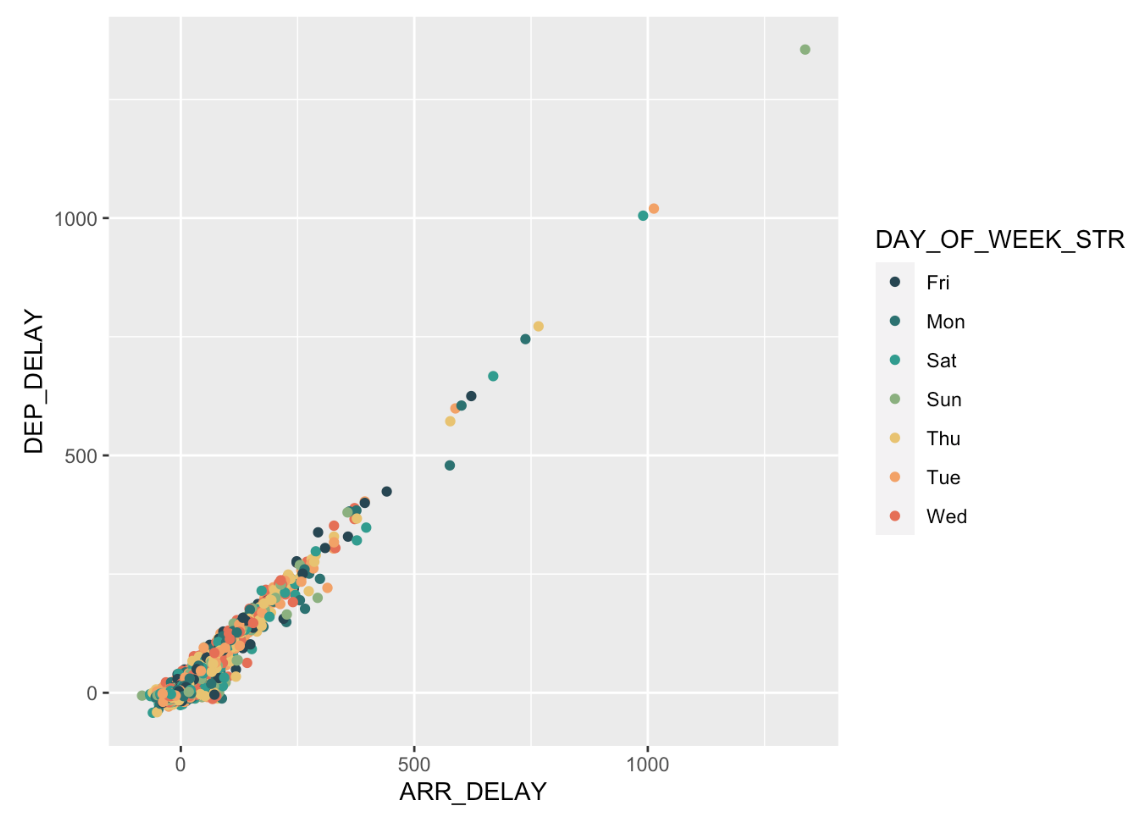 DEP_DELAY
1000
500
0
0
500
1000
ARR_DELAY
DAY_OF_WEEK_STR
Fri
Mon
Sat
Sun
Thu
Tue
Wed